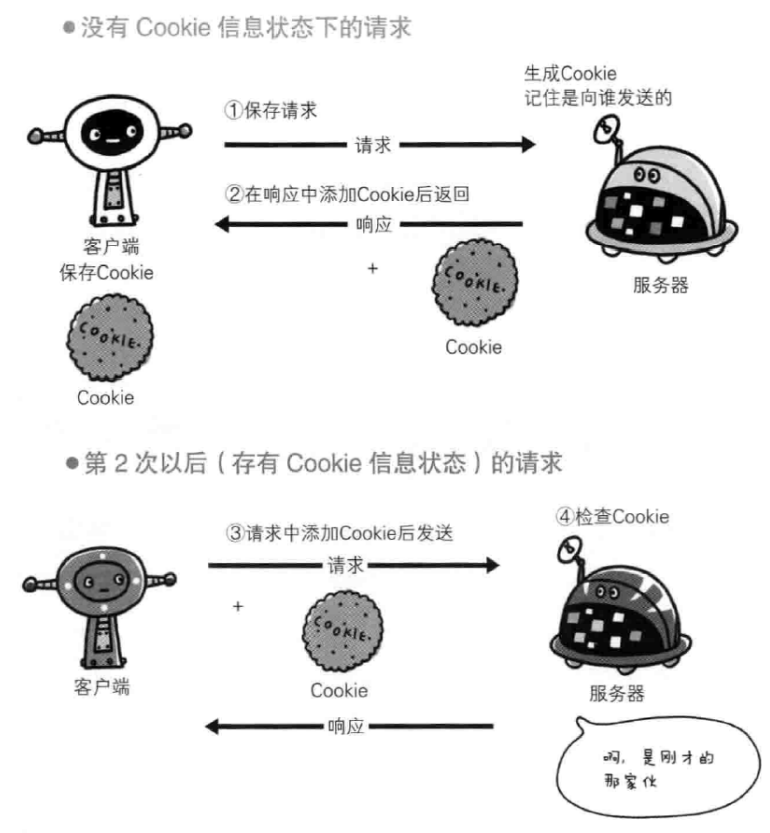 ●没有 Cookie 信息状态下的请求
生成Cookie
记住是向谁发送的
①保存请求
请求
②在响应中添加Cookie后返回
响应
客户端
保存Cookie
+
COOKIE.
服务器
Cookie
COOKIE.
Cookie
●第 2 次以后（存有 Cookie 信息状态）的请求
④检查Cookie
③请求中添加Cookie后发送
请求
+
COOKIE.
客户端
Cookie
服务器
响应
啊，是刚才的
那家伙